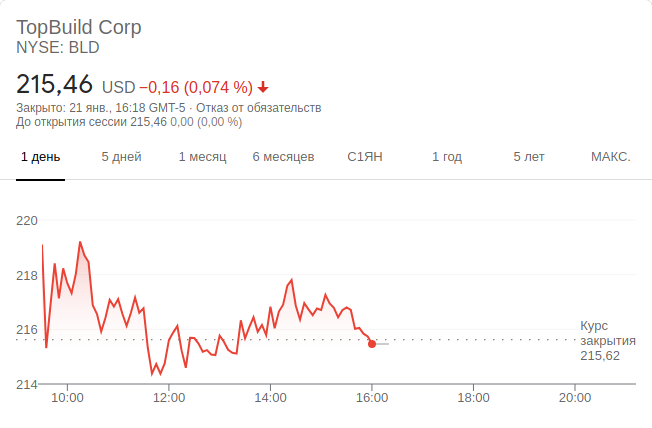 TopBuild Corp
NYSE: BLD
215,46 USD −0,16 (0,074 %)
Закрыто: 21 янв., 16:18 GMT-5 · Отказ от обязательств
До открытия сессии 215,46 0,00 (0,00 %)
1 день 5 дней 1 месяц 6 месяцев С1ЯН 1 год 5 лет МАКС.
220
218
216
214
Курс
закрытия
215,62
10:00 12:00 14:00 16:00 18:00 20:00